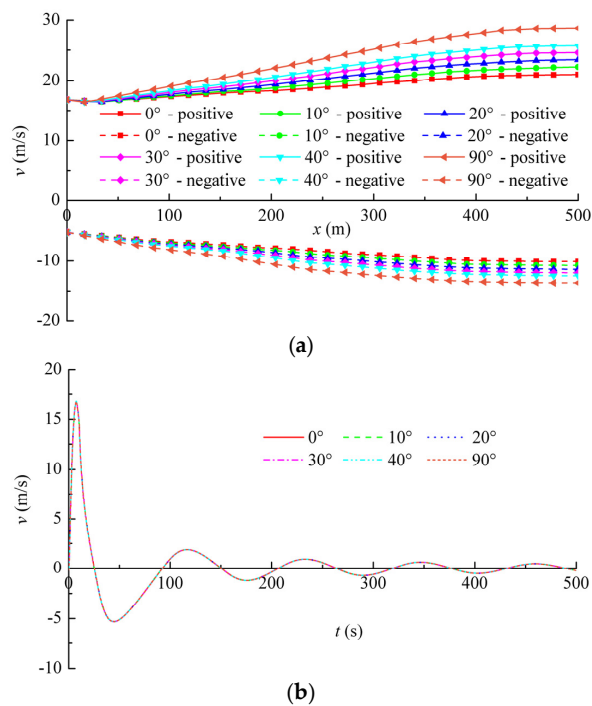 30
20
10
0
-10
-20
v (m/s)
0° - positive 10° - positive 20° - positive
0° - negative 10° - negative 20° - negative
30° - positive 40° - positive 90° - positive
30° - negative 40° - negative 90° - negative
0 100 200 300 400 500
x (m)
(a)
20
15
10
5
0
-5
-10
v (m/s)
0° 10° 20°
30° 40° 90°
0 100 200 300 400 500
t (s)
(b)